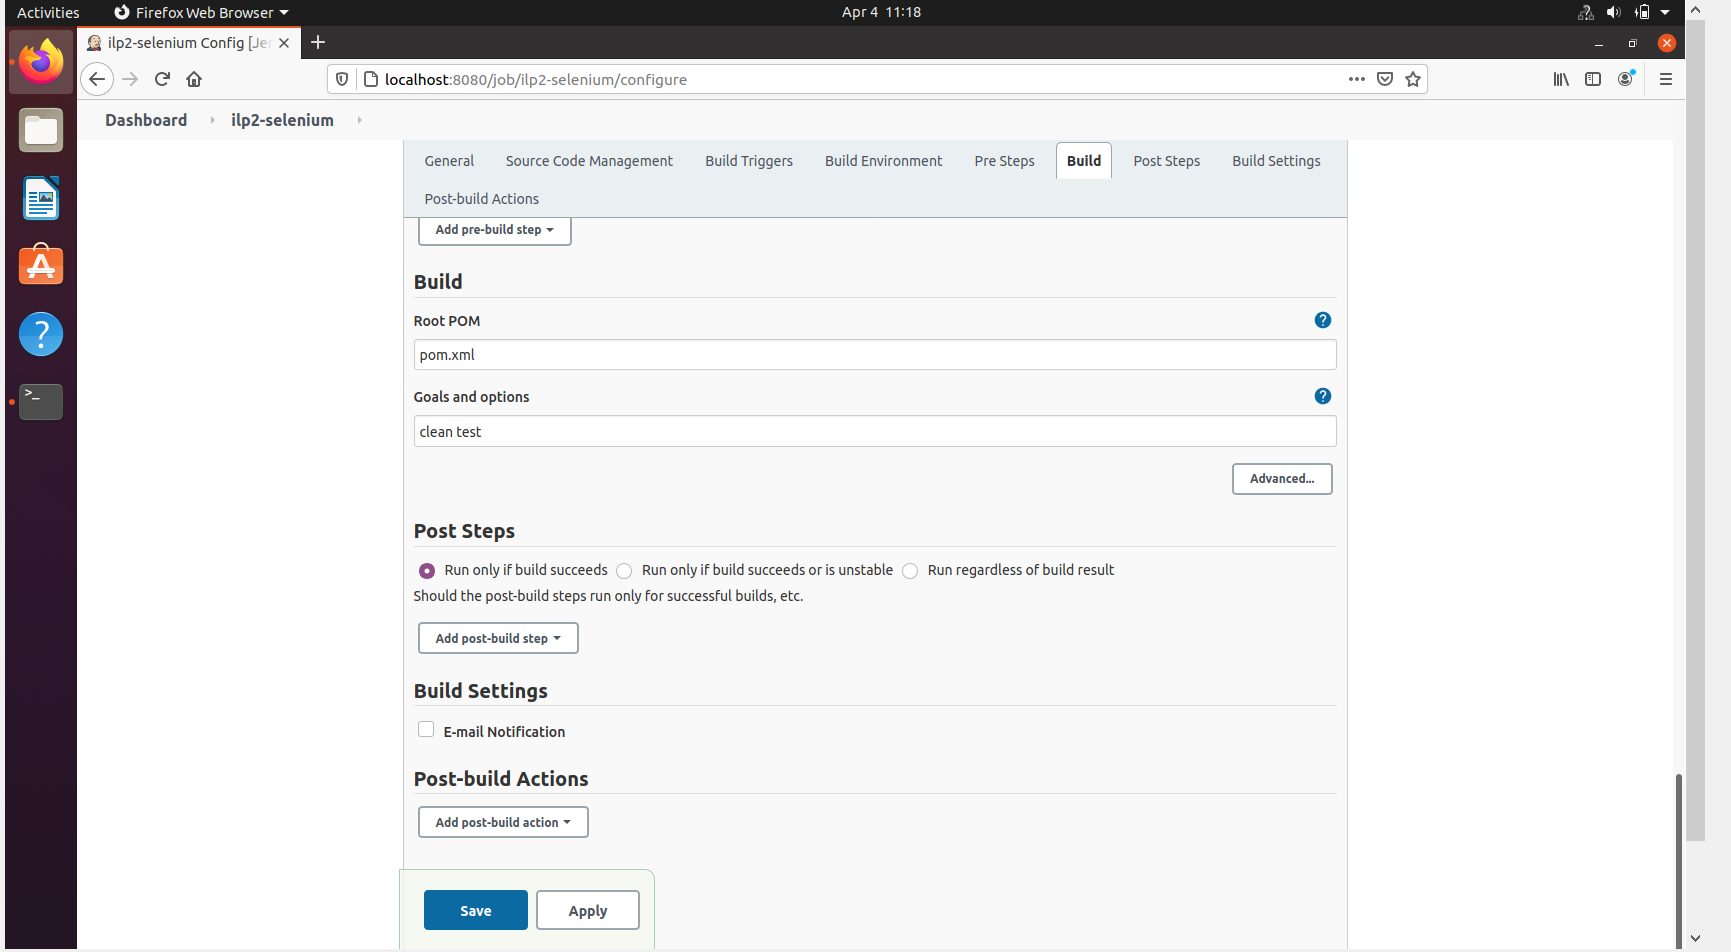 Activities Firefox Web Browser Apr 4 11:18
ilp2-selenium Config [Je
localhost:8080/job/ilp2-selenium/configure
Dashboard ilp2-selenium
General Source Code Management Build Triggers Build Environment Pre Steps Build Post Steps Build Settings
Post-build Actions
Add pre-build step
Build
Root POM
pom.xml
Goals and options
clean test
Advanced...
Post Steps
Run only if build succeeds Run only if build succeeds or is unstable Run regardless of build result
Should the post-build steps run only for successful builds, etc.
Add post-build step
Build Settings
E-mail Notification
Post-build Actions
Add post-build action
Save Apply